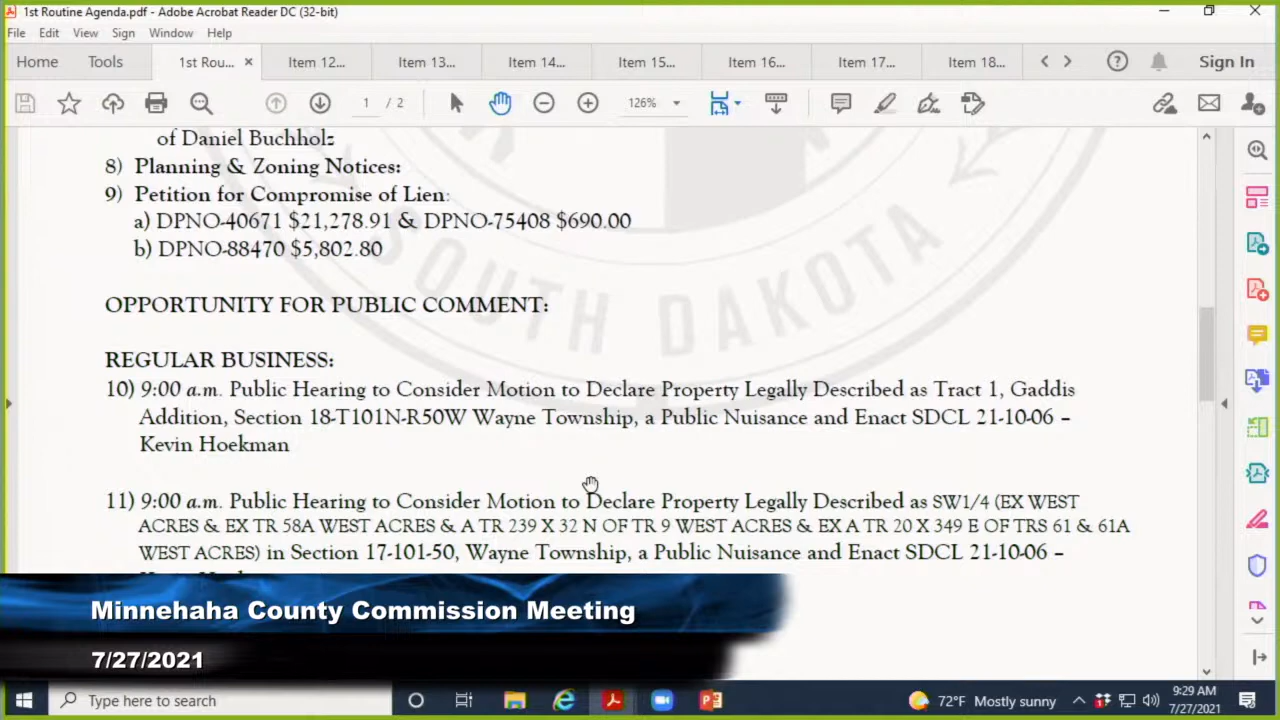 1st Routine Agenda.pdf - Adobe Acrobat Reader DC (32-bit)
File Edit View Sign Window Help
Home Tools 1st Rou... × Item 12... Item 13... Item 14... Item 15... Item 16... Item 17... Item 18... Sign In
1 / 2 126%
of Daniel Buchholz
8) Planning & Zoning Notices:
9) Petition for Compromise of Lien:
a) DPNO-40671 $21,278.91 & DPNO-75408 $690.00
b) DPNO-88470 $5,802.80
SOUTH DAKOTA
OPPORTUNITY FOR PUBLIC COMMENT:
REGULAR BUSINESS:
10) 9:00 a.m. Public Hearing to Consider Motion to Declare Property Legally Described as Tract 1, Gaddis
Addition, Section 18-T101N-R50W Wayne Township, a Public Nuisance and Enact SDCL 21-10-06 –
Kevin Hoekman
11) 9:00 a.m. Public Hearing to Consider Motion to Declare Property Legally Described as SW1/4 (EX WEST
ACRES & EX TR 58A WEST ACRES & A TR 239 X 32 N OF TR 9 WEST ACRES & EX A TR 20 X 349 E OF TRS 61 & 61A
WEST ACRES) in Section 17-101-50, Wayne Township, a Public Nuisance and Enact SDCL 21-10-06 –
Minnehaha County Commission Meeting
7/27/2021
Type here to search
72°F Mostly sunny
9:29 AM
7/27/2021